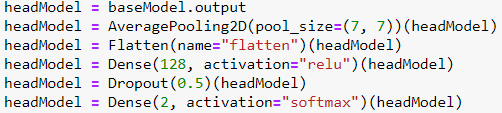 headModel = baseModel.output
headModel = AveragePooling2D(pool_size=(7, 7))(headModel)
headModel = Flatten(name="flatten")(headModel)
headModel = Dense(128, activation="relu")(headModel)
headModel = Dropout(0.5)(headModel)
headModel = Dense(2, activation="softmax")(headModel)